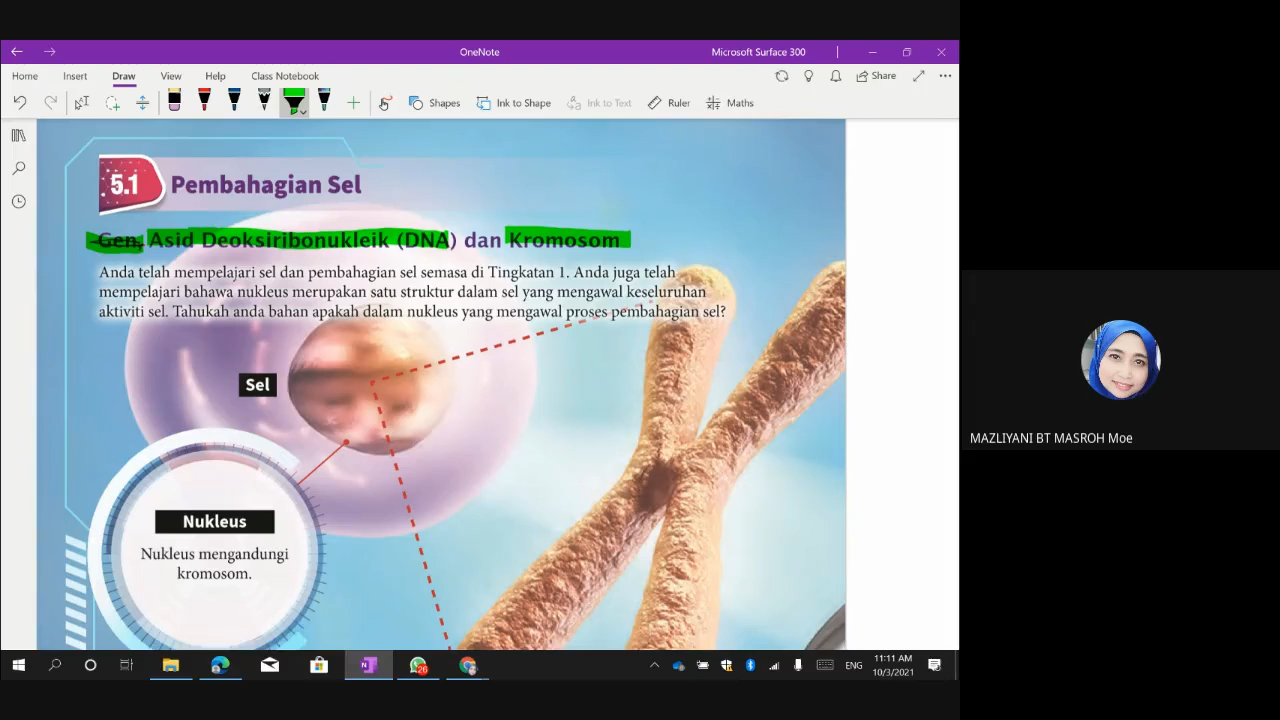 OneNote
Microsoft Surface 300
Home Insert Draw View Help Class Notebook
Share
Shapes Ink to Shape Ink to Text Ruler Maths
5.1 Pembahagian Sel
Gen, Asid Deoksiribonukleik (DNA) dan Kromosom
Anda telah mempelajari sel dan pembahagian sel semasa di Tingkatan 1. Anda juga telah
mempelajari bahawa nukleus merupakan satu struktur dalam sel yang mengawal keseluruhan
aktiviti sel. Tahukah anda bahan apakah dalam nukleus yang mengawal proses pembahagian sel?
Sel
Nukleus
Nukleus mengandungi
kromosom.
MAZLIYANI BT MASROH Moe
26
ENG
11:11 AM
10/3/2021